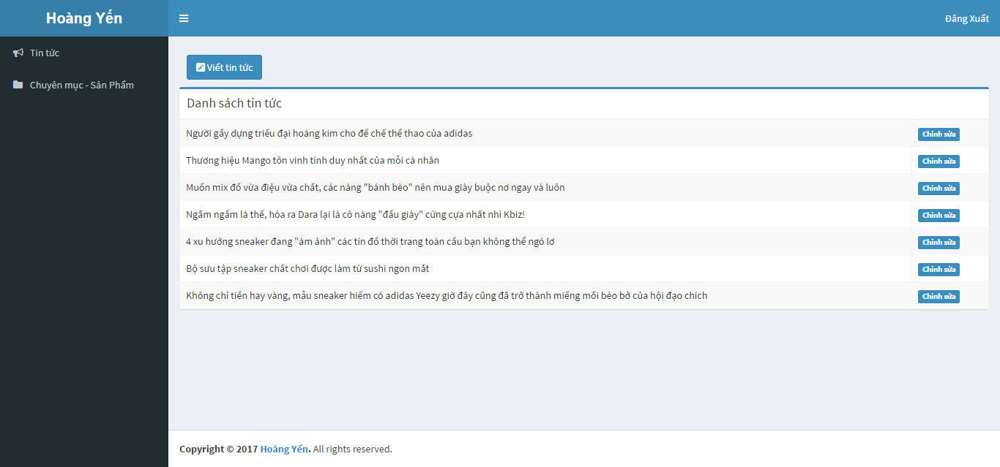 Hoàng Yến
Đăng Xuất
Tin tức
Chuyên mục - Sản Phẩm
Viết tin tức
Danh sách tin tức
Người gầy dựng triều đại hoàng kim cho đế chế thể thao của adidas
Chỉnh sửa
Thương hiệu Mango tôn vinh tính duy nhất của mỗi cá nhân
Chỉnh sửa
Muốn mix đồ vừa điệu vừa chất, các nàng "bánh bèo" nên mua giày buộc nơ ngay và luôn
Chỉnh sửa
Ngấm ngầm là thế, hóa ra Dara lại là cô nàng "đầu giày" cứng cựa nhất nhì Kbiz!
Chỉnh sửa
4 xu hướng sneaker đang "ám ảnh" các tín đồ thời trang toàn cầu bạn không thể ngó lơ
Chỉnh sửa
Bộ sưu tập sneaker chất chơi được làm từ sushi ngon mắt
Chỉnh sửa
Không chỉ tiền hay vàng, mẫu sneaker hiếm có adidas Yeezy giờ đây cũng đã trở thành miếng mồi béo bở của hội đạo chích
Chỉnh sửa
Copyright © 2017 Hoàng Yến. All rights reserved.